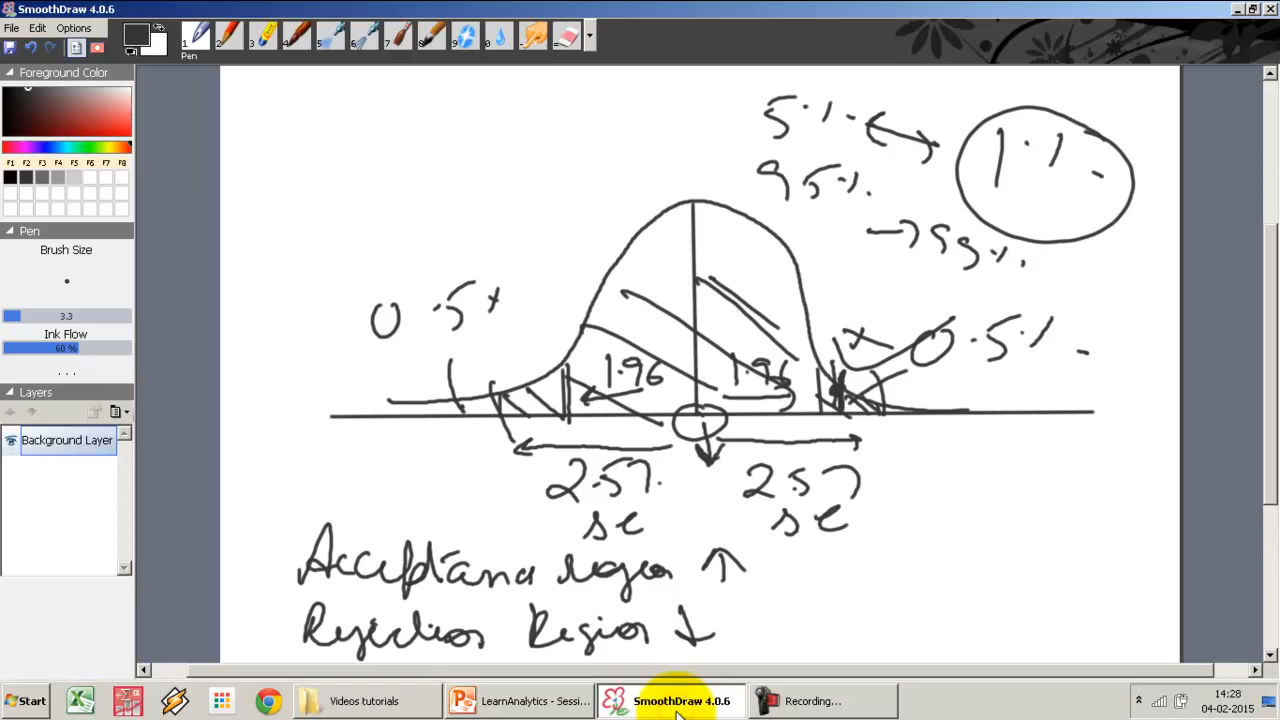 SmoothDraw 4.0.6
File Edit Options
Pen
Foreground Color
F1 F2 F3 F4 F5 F6 F7 F8
Pen
Brush Size
3.3
Ink Flow
60 %
...
Layers
Background Layer
5% 1%
95%
→ 99%
0.5%
0.5%
1.96 1.96
2.57 2.57
se se
Acceptance region ↑
Rejection Region ↓
Start
Video tutorials
LearnAnalytics - Sessi...
SmoothDraw 4.0.6
Recording...
14:28
04-02-2015